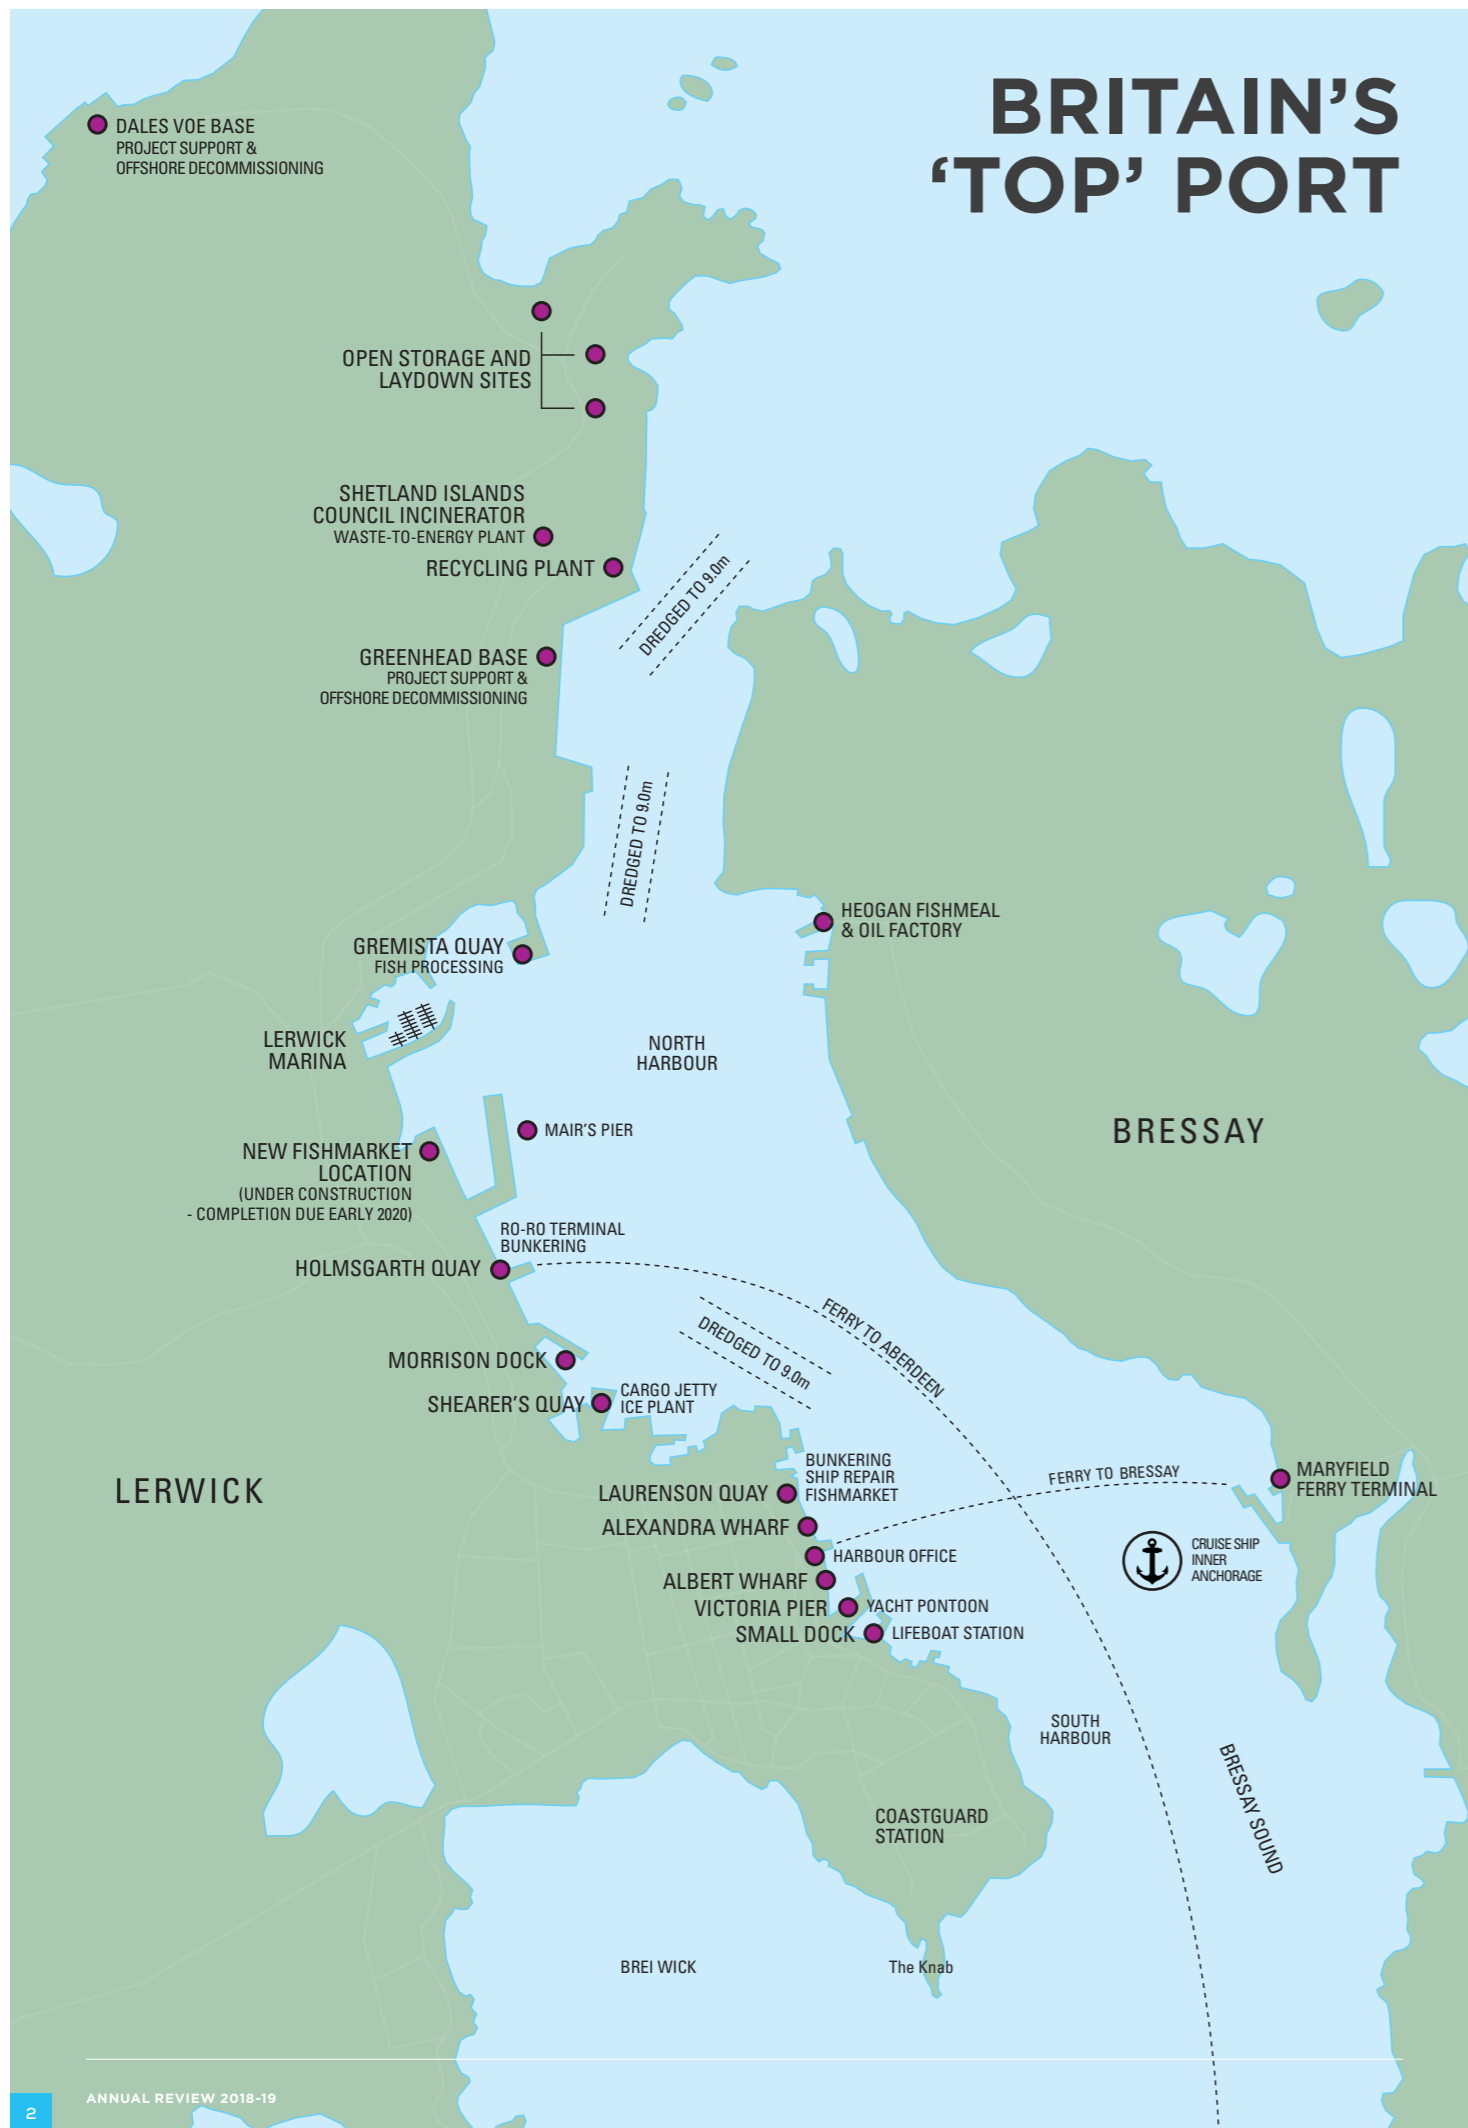 BRITAIN'S
‘TOP’ PORT
DALES VOE BASE
PROJECT SUPPORT &
OFFSHORE DECOMMISSIONING
OPEN STORAGE AND
LAYDOWN SITES
SHETLAND ISLANDS
COUNCIL INCINERATOR
WASTE-TO-ENERGY PLANT
RECYCLING PLANT
DREDGED TO 9.0m
GREENHEAD BASE
PROJECT SUPPORT &
OFFSHORE DECOMMISSIONING
DREDGED TO 9.0m
HEOGAN FISHMEAL
& OIL FACTORY
GREMISTA QUAY
FISH PROCESSING
LERWICK
MARINA
NORTH
HARBOUR
MAIR'S PIER
BRESSAY
NEW FISHMARKET
LOCATION
(UNDER CONSTRUCTION
- COMPLETION DUE EARLY 2020)
RO-RO TERMINAL
BUNKERING
HOLMSGARTH QUAY
FERRY TO ABERDEEN
DREDGED TO 9.0m
MORRISON DOCK
SHEARER'S QUAY
CARGO JETTY
ICE PLANT
LERWICK
BUNKERING
SHIP REPAIR
FISHMARKET
LAURENSON QUAY
FERRY TO BRESSAY
MARYFIELD
FERRY TERMINAL
ALEXANDRA WHARF
HARBOUR OFFICE
CRUISE SHIP
INNER
ANCHORAGE
ALBERT WHARF
VICTORIA PIER
YACHT PONTOON
SMALL DOCK
LIFEBOAT STATION
SOUTH
HARBOUR
BRESSAY SOUND
COASTGUARD
STATION
BREI WICK
The Knab
ANNUAL REVIEW 2018-19
2